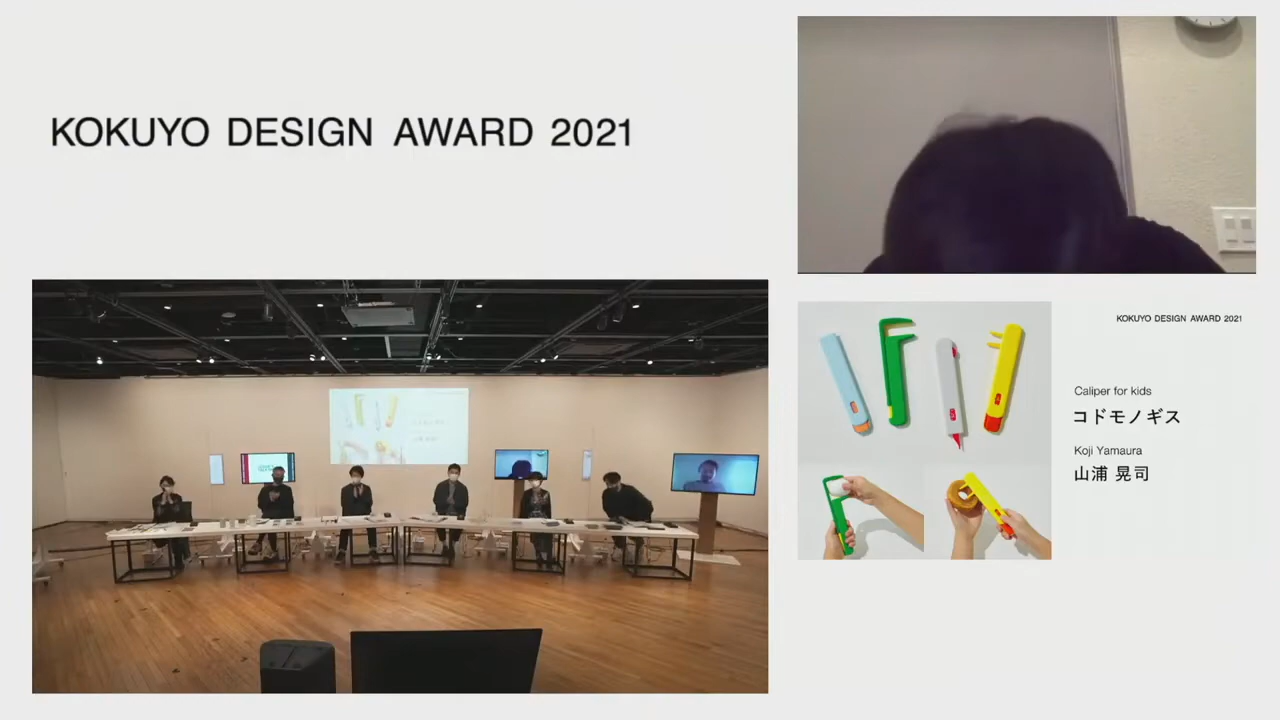 KOKUYO DESIGN AWARD 2021
KOKUYO DESIGN AWARD 2021
Caliper for kids
コドモノギス
Koji Yamaura
山浦 晃司